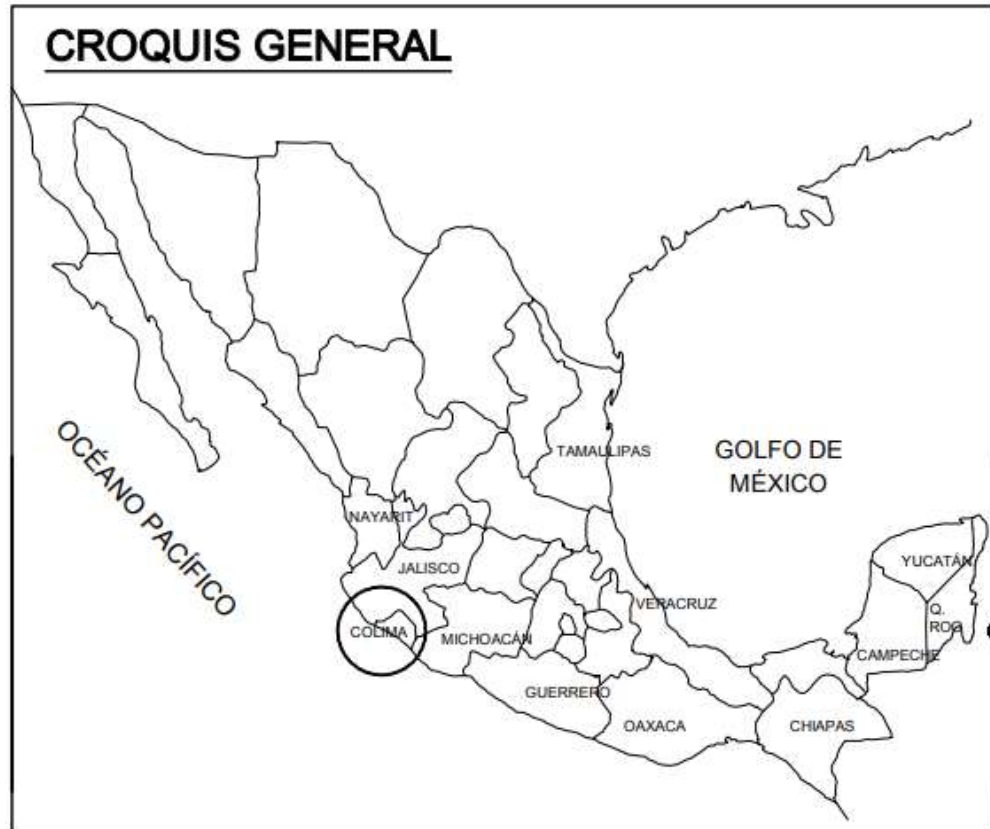 CROQUIS GENERAL
TAMAULIPAS
GOLFO DE
MÉXICO
OCÉANO PACÍFICO
NAYARIT
JALISCO
YUCATÁN
VERACRUZ
Q.
ROO
COLIMA
MICHOACÁN
CAMPECHE
GUERRERO
OAXACA
CHIAPAS